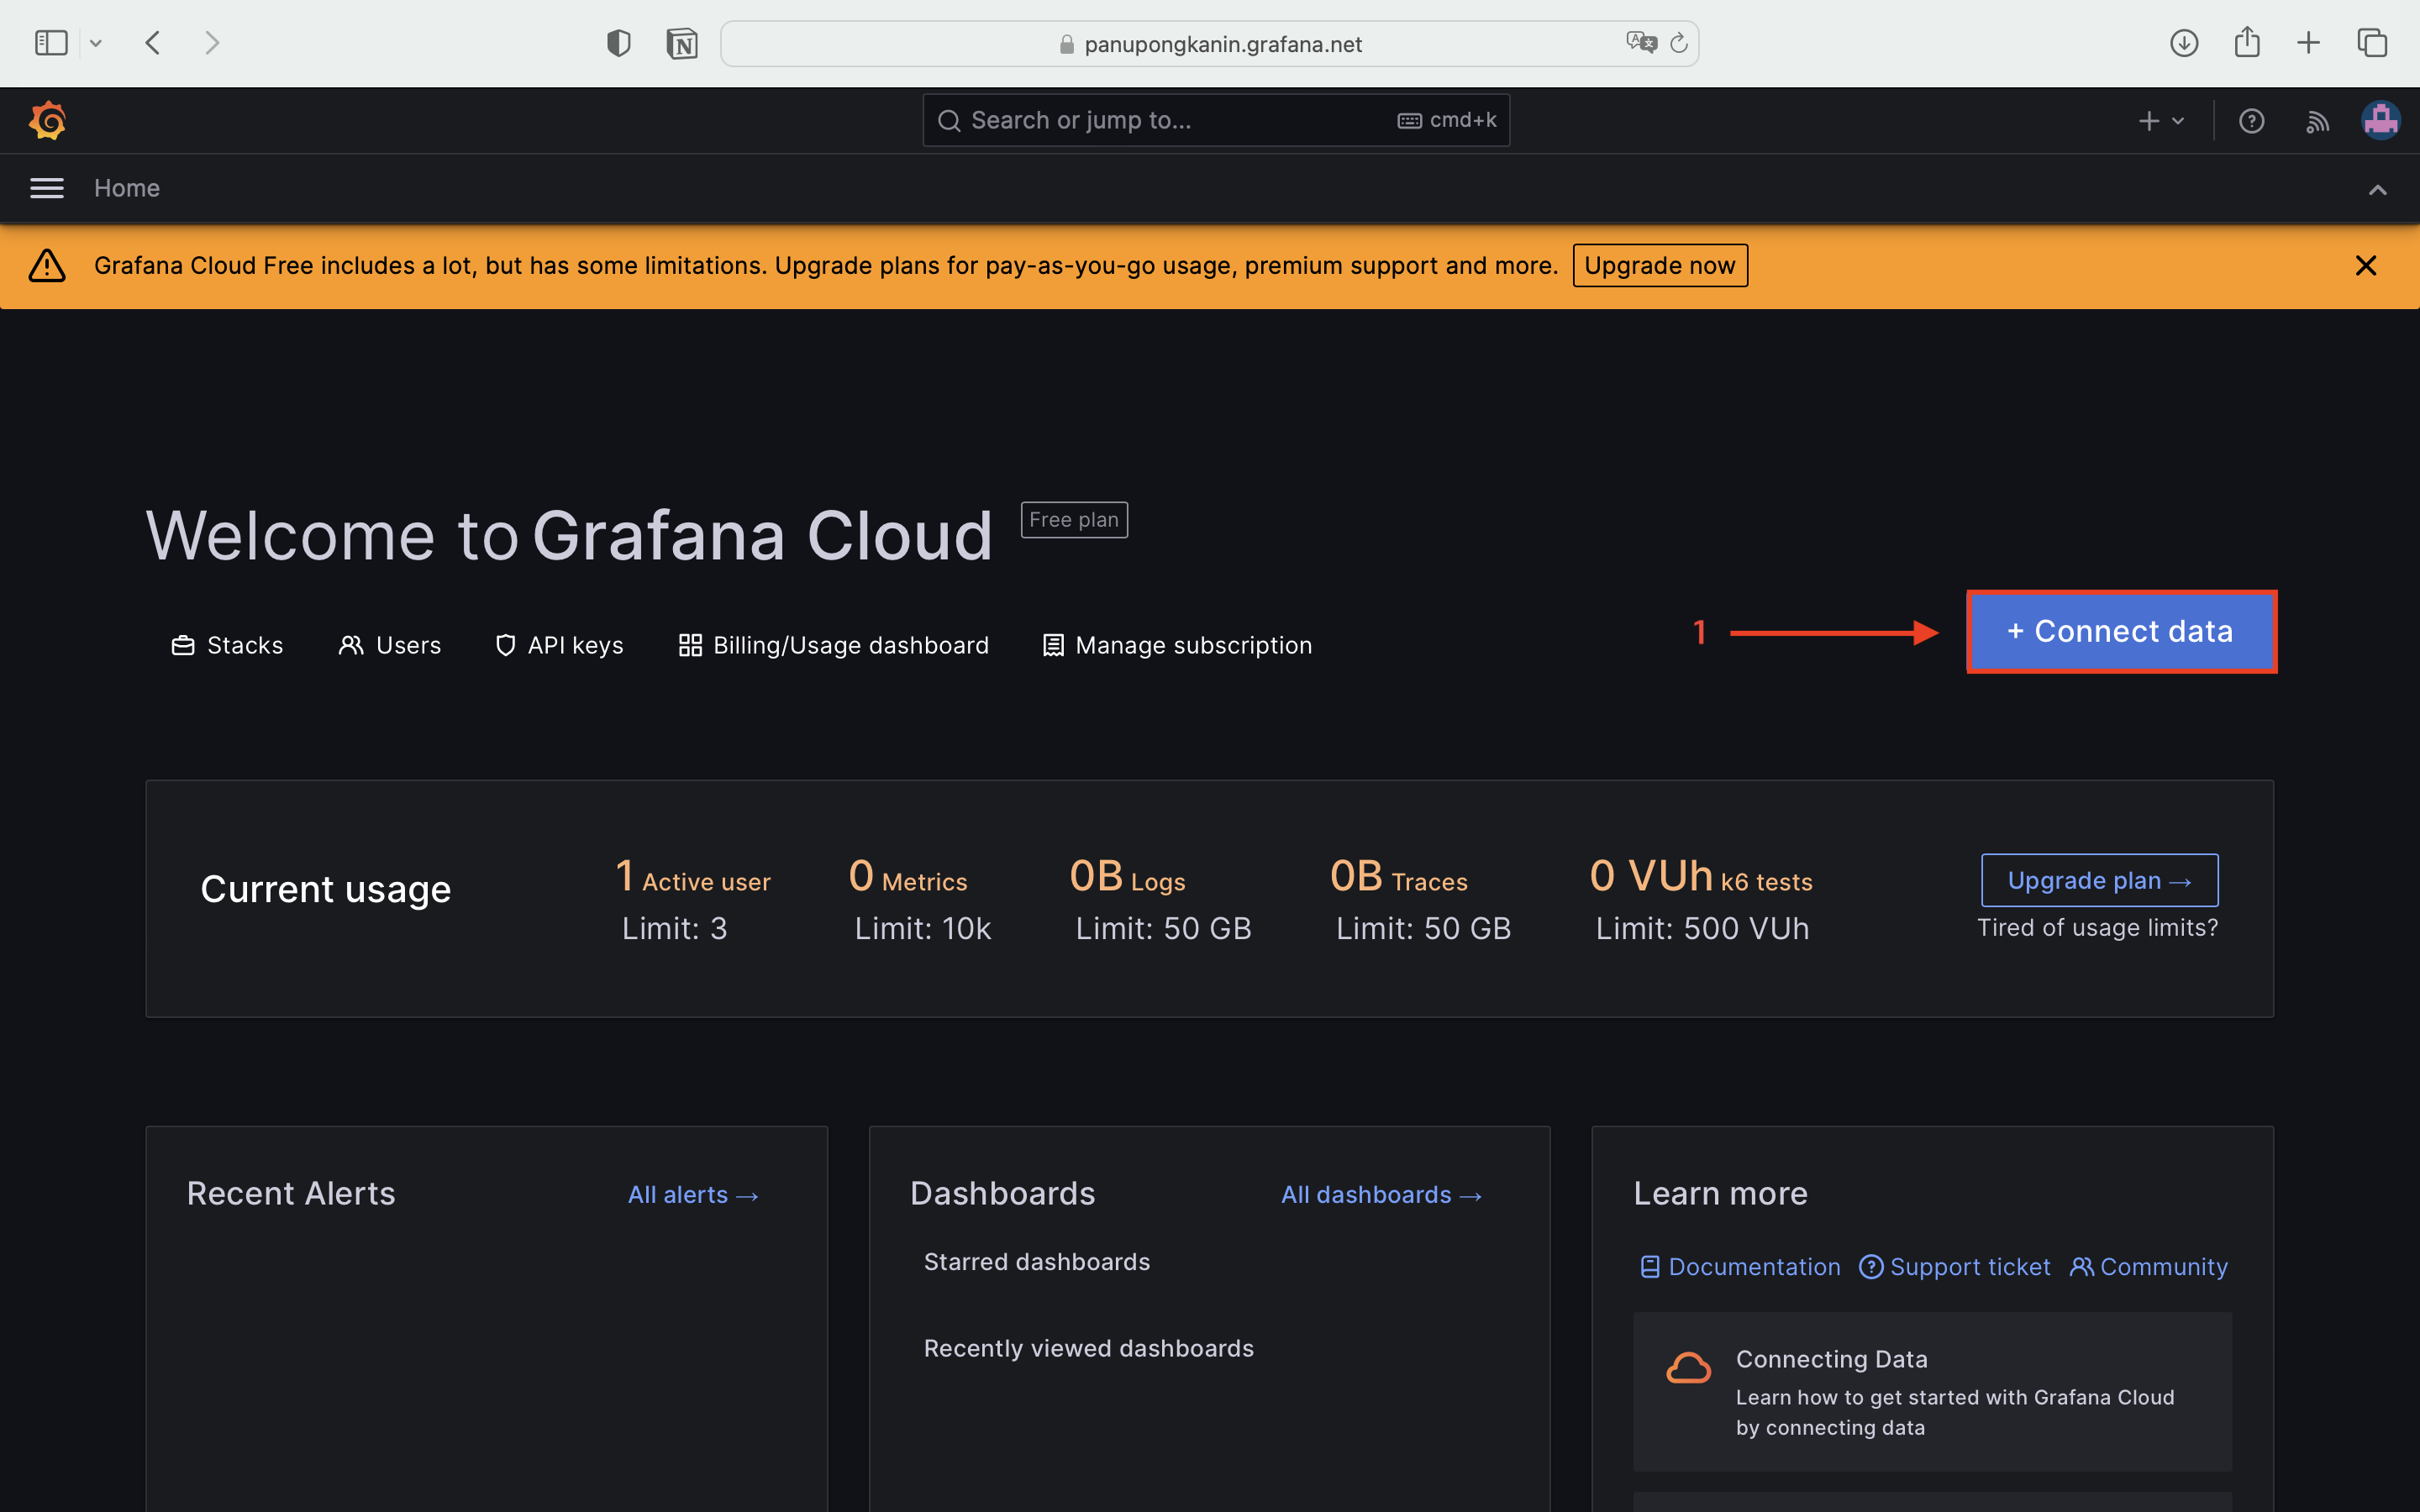 panupongkanin.grafana.net
Search or jump to...
cmd+k
Home
Grafana Cloud Free includes a lot, but has some limitations. Upgrade plans for pay-as-you-go usage, premium support and more.
Upgrade now
Welcome to Grafana Cloud
Free plan
Stacks
Users
API keys
Billing/Usage dashboard
Manage subscription
1
+ Connect data
Current usage
1 Active user
Limit: 3
0 Metrics
Limit: 10k
0B Logs
Limit: 50 GB
0B Traces
Limit: 50 GB
0 VUh k6 tests
Limit: 500 VUh
Upgrade plan →
Tired of usage limits?
Recent Alerts
All alerts →
Dashboards
All dashboards →
Starred dashboards
Recently viewed dashboards
Learn more
Documentation
Support ticket
Community
Connecting Data
Learn how to get started with Grafana Cloud
by connecting data